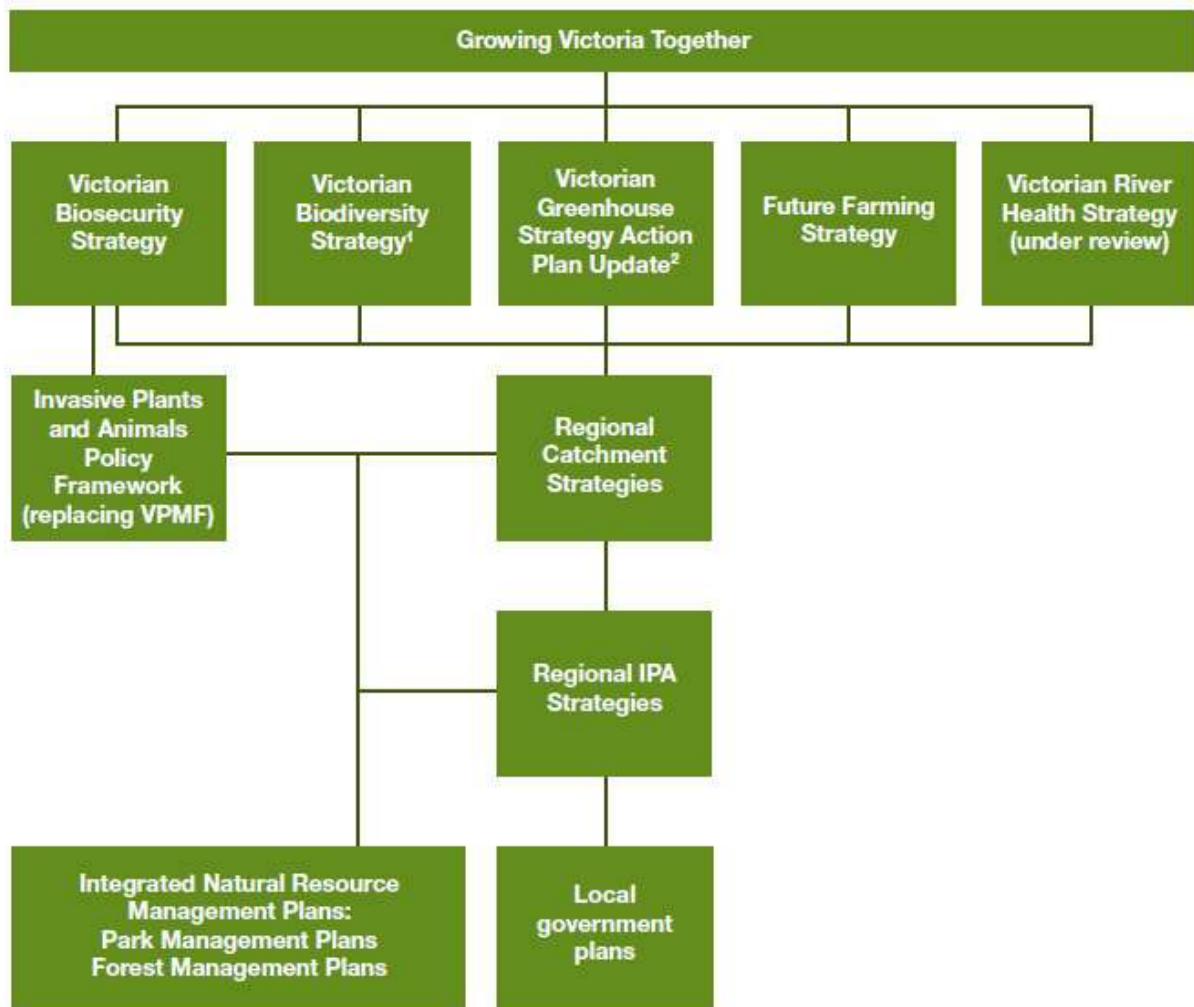 Growing Victoria Together
Victorian
Biosecurity
Strategy
Victorian
Biodiversity
Strategy¹
Victorian
Greenhouse
Strategy Action
Plan Update²
Future Farming
Strategy
Victorian River
Health Strategy
(under review)
Invasive Plants
and Animals
Policy
Framework
(replacing VPMF)
Regional
Catchment
Strategies
Regional IPA
Strategies
Integrated Natural Resource
Management Plans:
Park Management Plans
Forest Management Plans
Local
government
plans